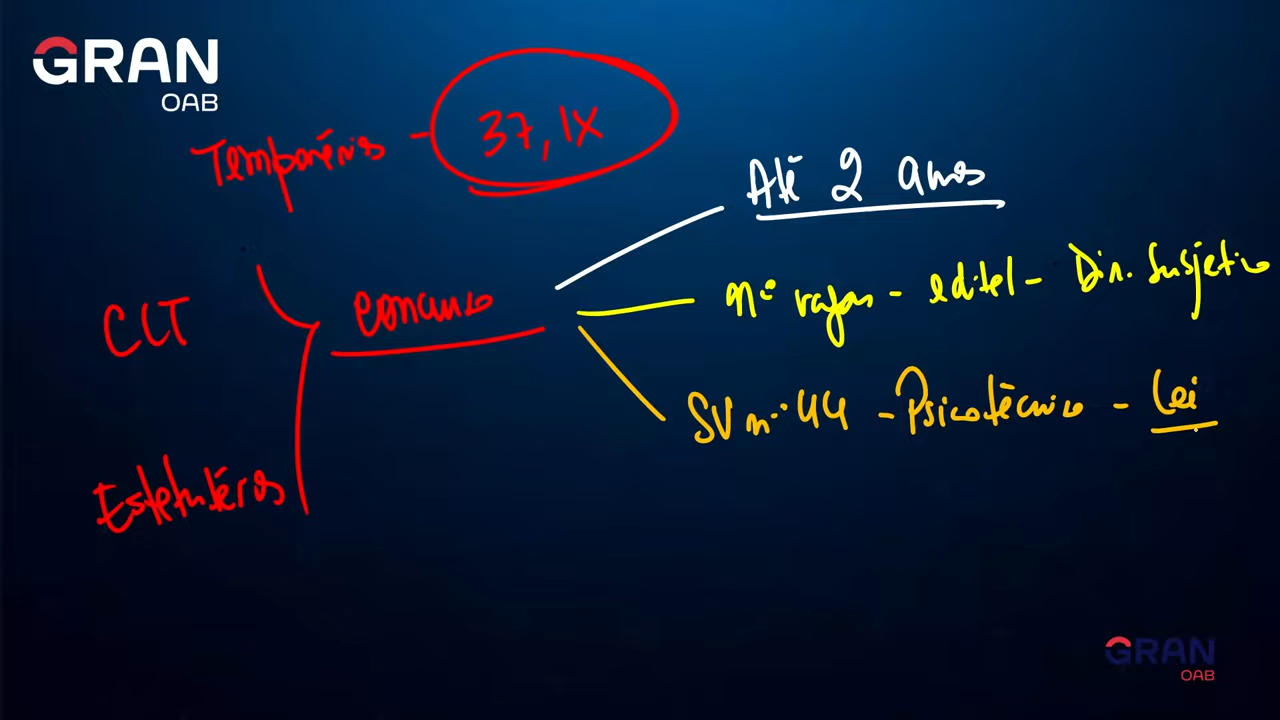 GRAN
OAB
Temporários - 37, IX
Até 2 anos
nº vagas - edital - Dir. Subjetivo
CLT
concurso
SV nº 44 - Psicotécnico - Lei
Estatutários
GRAN
OAB